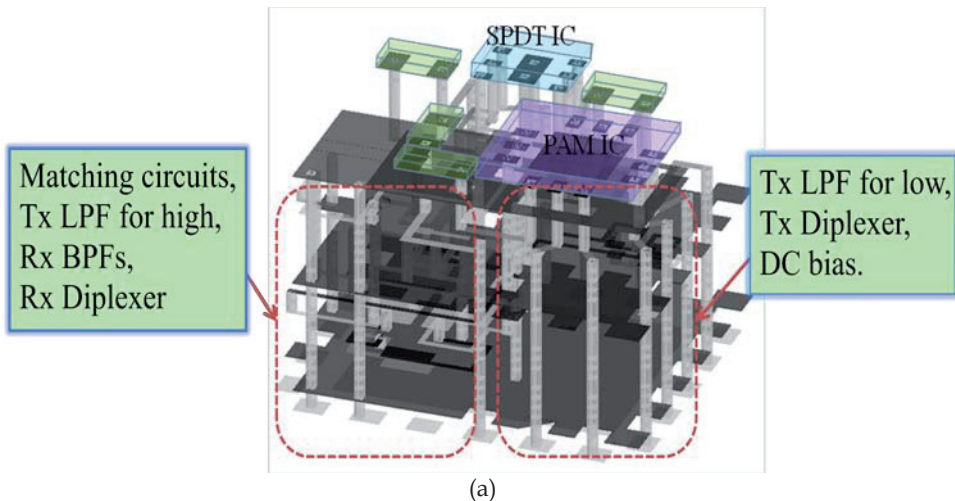 SPDT IC
PAM IC
Matching circuits,
Tx LPF for high,
Rx BPFs,
Rx Diplexer
Tx LPF for low,
Tx Diplexer,
DC bias.
(a)